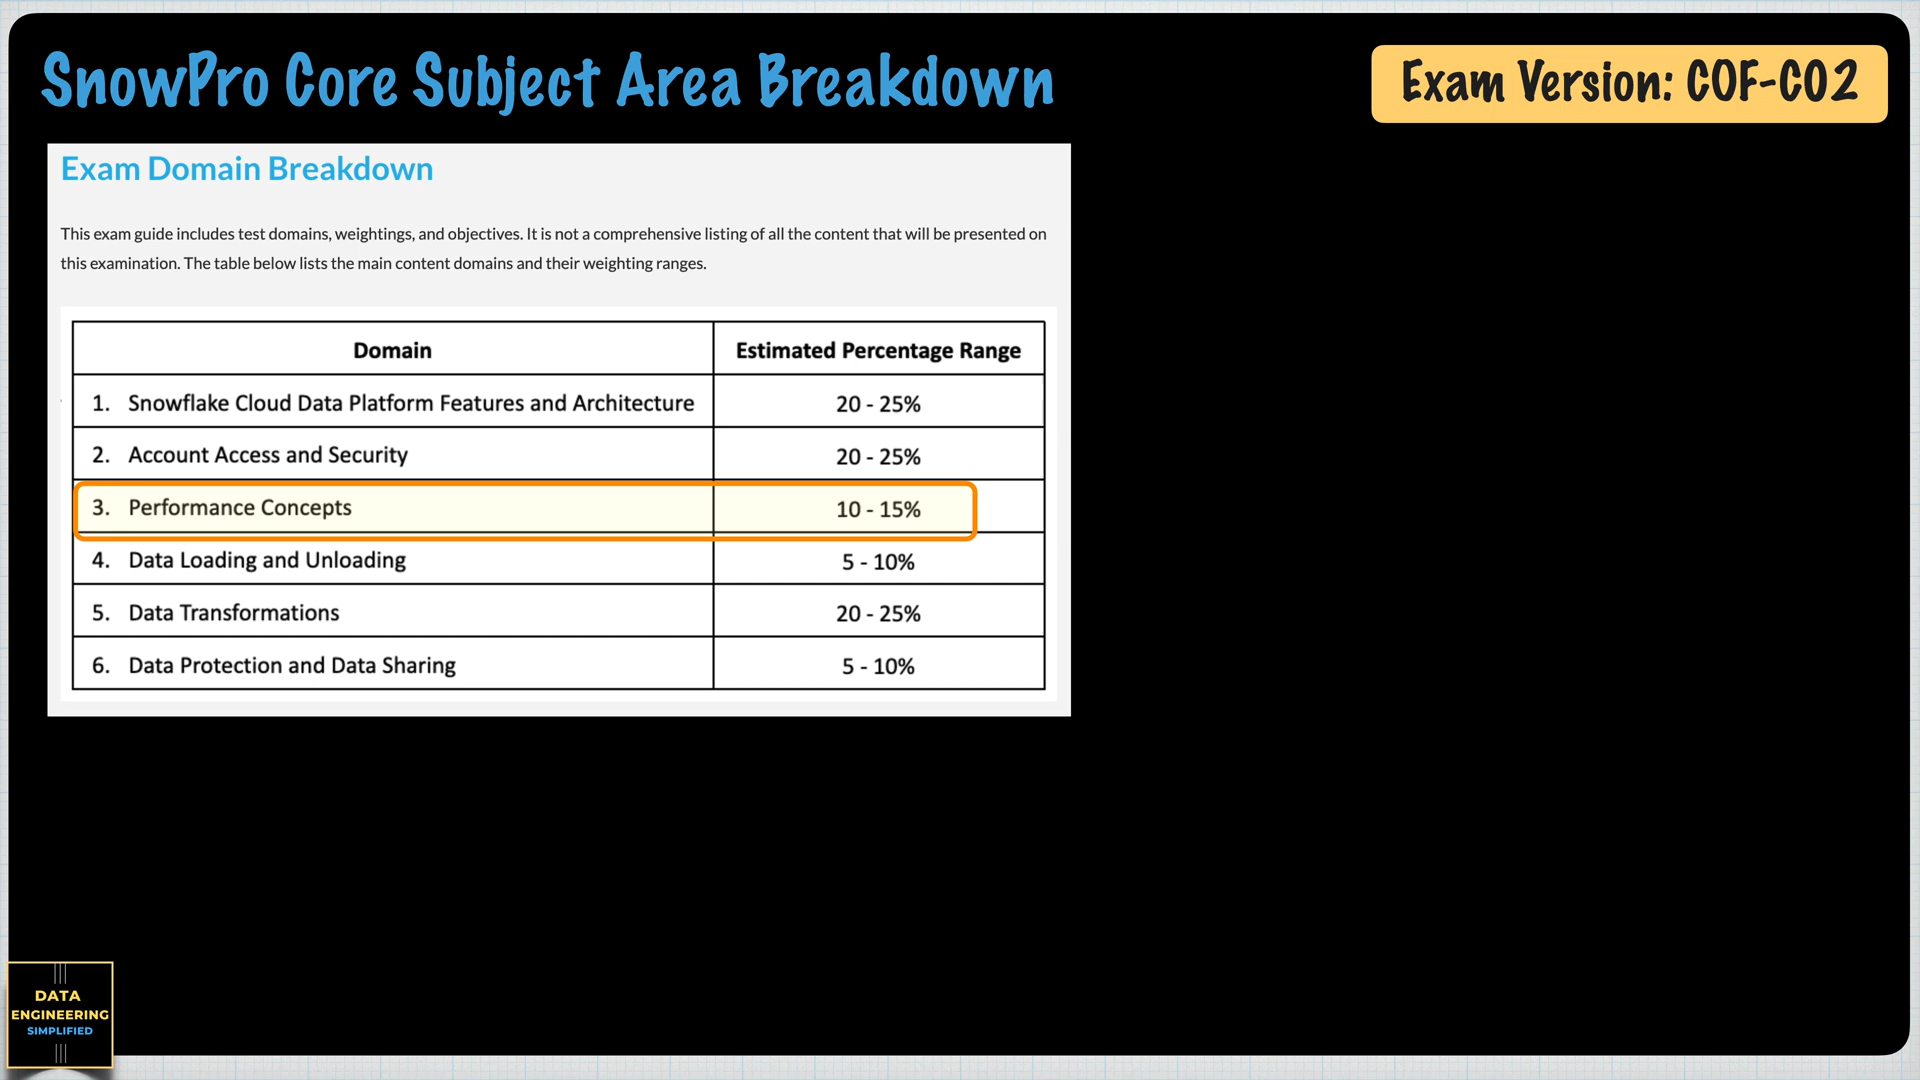 SnowPro Core Subject Area Breakdown
Exam Version: COF-C02
Exam Domain Breakdown
This exam guide includes test domains, weightings, and objectives. It is not a comprehensive listing of all the content that will be presented on
this examination. The table below lists the main content domains and their weighting ranges.
Domain Estimated Percentage Range
1. Snowflake Cloud Data Platform Features and Architecture 20 - 25%
2. Account Access and Security 20 - 25%
3. Performance Concepts 10 - 15%
4. Data Loading and Unloading 5 - 10%
5. Data Transformations 20 - 25%
6. Data Protection and Data Sharing 5 - 10%
DATA
ENGINEERING
SIMPLIFIED